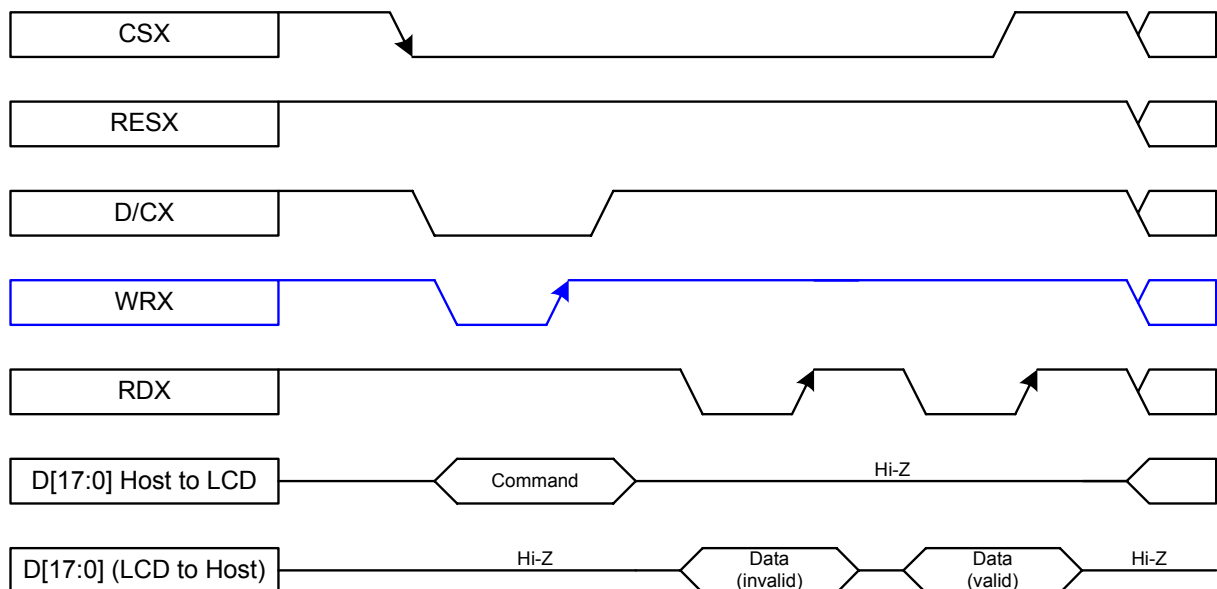 CSX
RESX
D/CX
WRX
RDX
D[17:0] Host to LCD
Command
Hi-Z
D[17:0] (LCD to Host)
Hi-Z
Data
(invalid)
Data
(valid)
Hi-Z